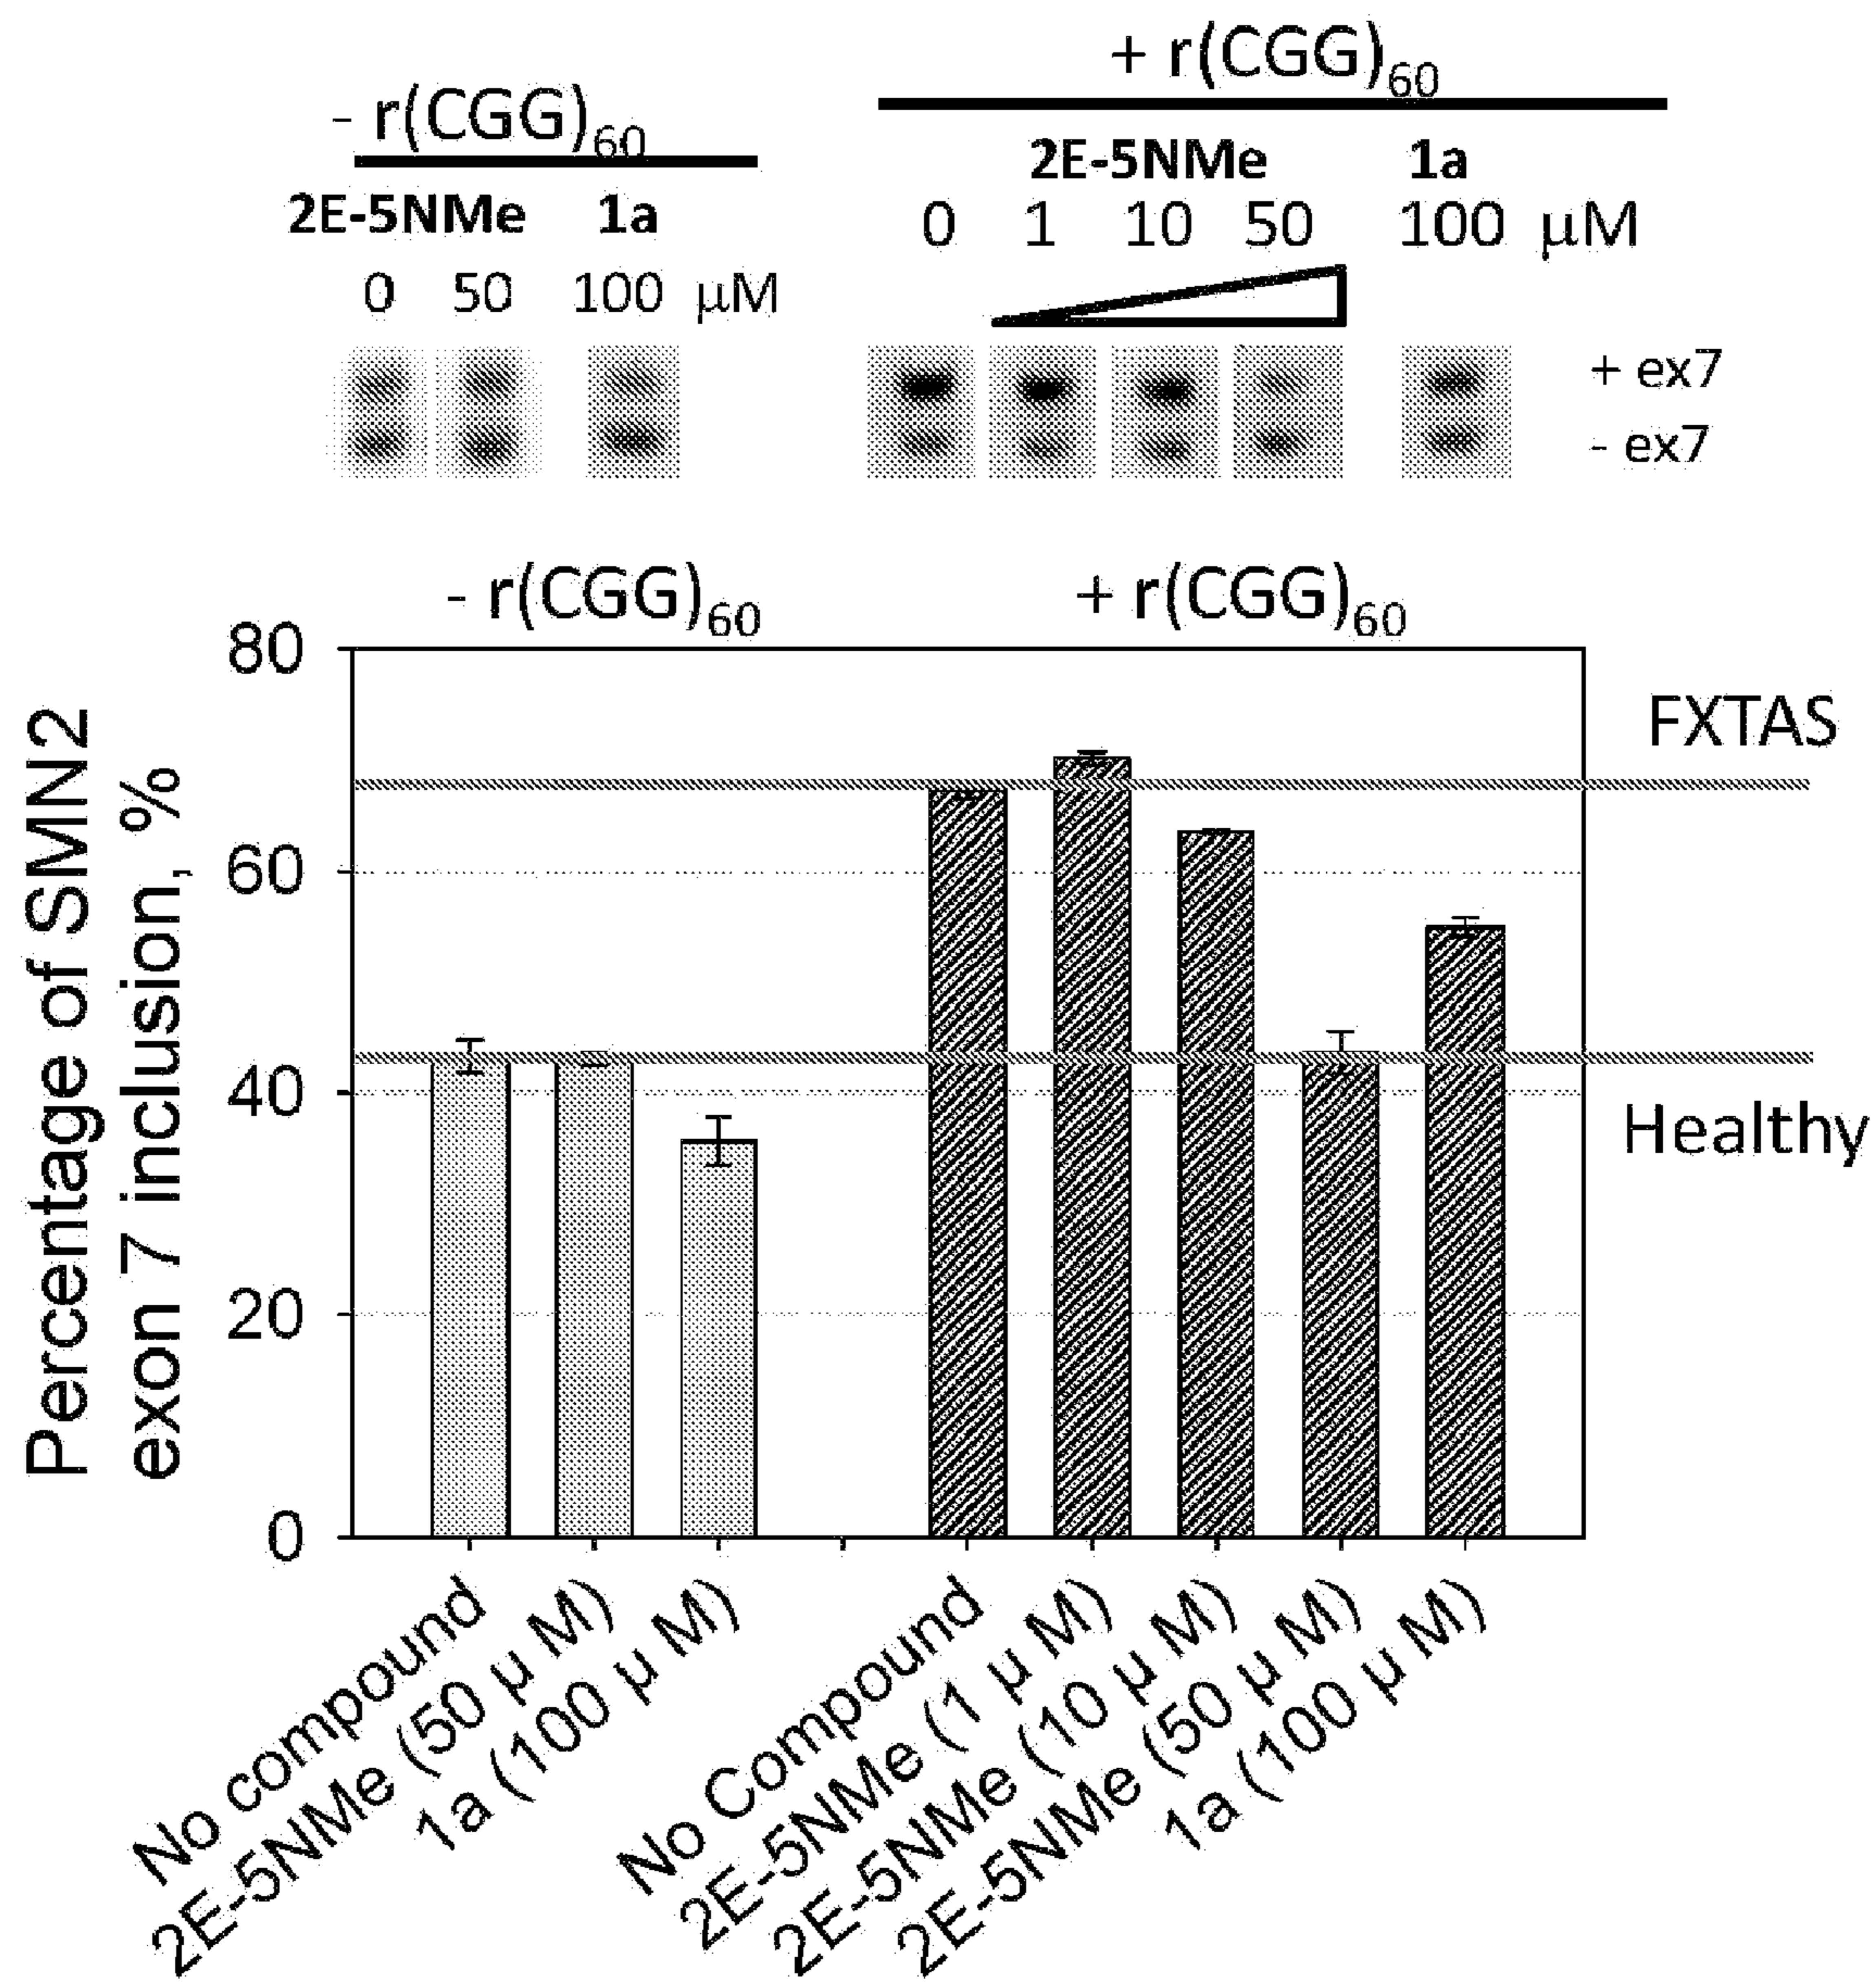 - r(CGG)60
+ r(CGG)60
2E-5NMe 1a
0 50 100 μM
2E-5NMe 1a
0 1 10 50 100 μM
+ ex7
- ex7
- r(CGG)60
+ r(CGG)60
Percentage of SMN2
exon 7 inclusion, %
80
60
40
20
0
FXTAS
Healthy
No compound
2E-5NMe (50 μ M)
1a (100 μ M)
No Compound
2E-5NMe (1 μ M)
2E-5NMe (10 μ M)
2E-5NMe (50 μ M)
1a (100 μ M)